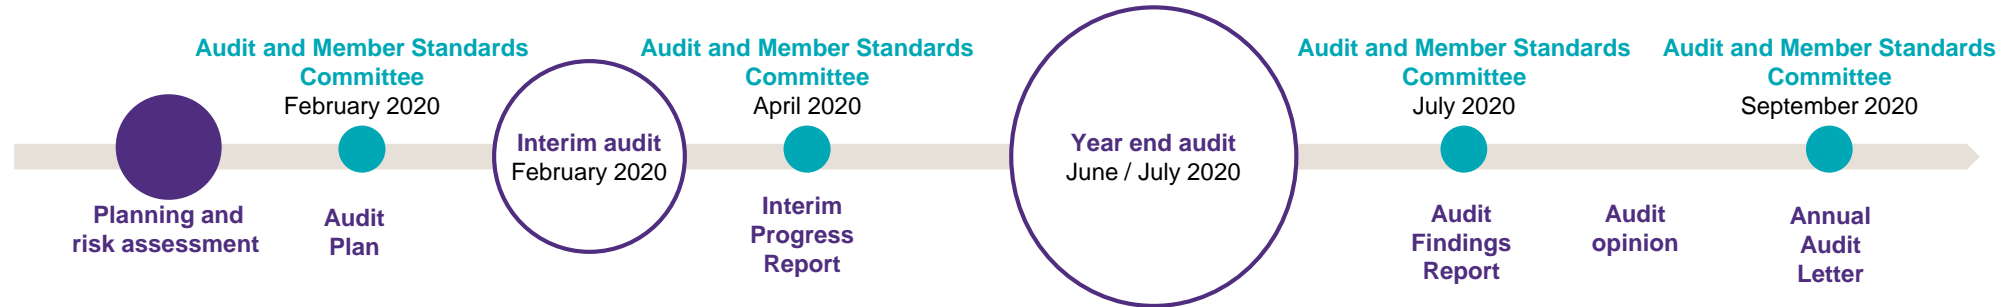 Audit and Member Standards
Committee
February 2020
Audit and Member Standards
Committee
April 2020
Audit and Member Standards
Committee
July 2020
Audit and Member Standards
Committee
September 2020
Interim audit
February 2020
Year end audit
June / July 2020
Planning and
risk assessment
Audit
Plan
Interim
Progress
Report
Audit
Findings
Report
Audit
opinion
Annual
Audit
Letter